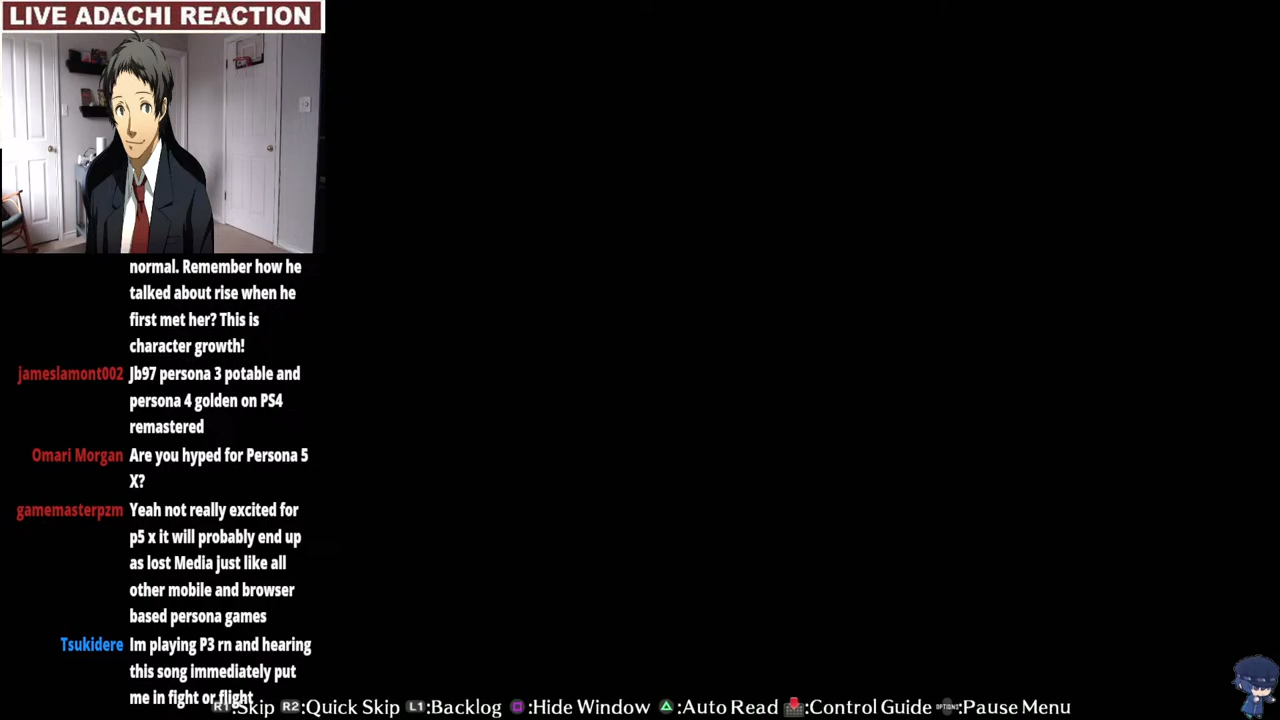 LIVE ADACHI REACTION
normal. Remember how he
talked about rise when he
first met her? This is
character growth!
jameslamont002 Jb97 persona 3 potable and
persona 4 golden on PS4
remastered
Omari Morgan Are you hyped for Persona 5
X?
gamemasterpzm Yeah not really excited for
p5 x it will probably end up
as lost Media just like all
other mobile and browser
based persona games
Tsukidere Im playing P3 rn and hearing
this song immediately put
me in fight or flight
R1:Skip R2:Quick Skip L1:Backlog :Hide Window :Auto Read :Control Guide OPTIONS:Pause Menu